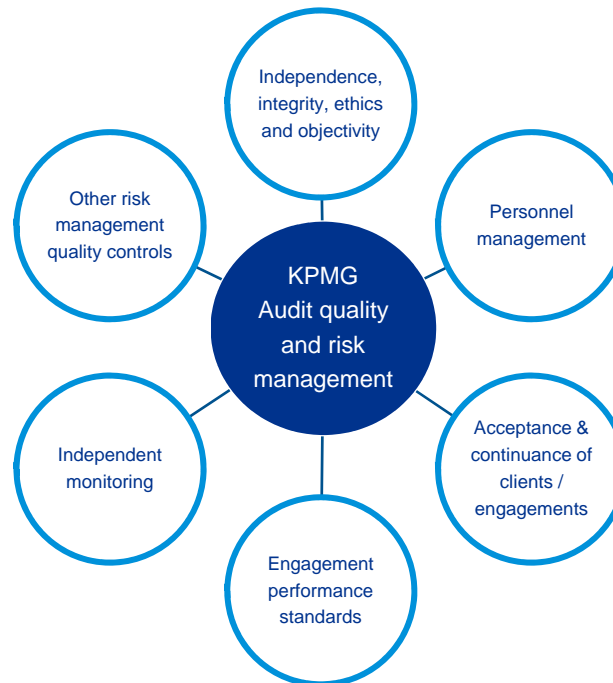 Independence,
integrity, ethics
and objectivity
Other risk
management
quality controls
Personnel
management
KPMG
Audit quality
and risk
management
Independent
monitoring
Acceptance &
continuance of
clients /
engagements
Engagement
performance
standards